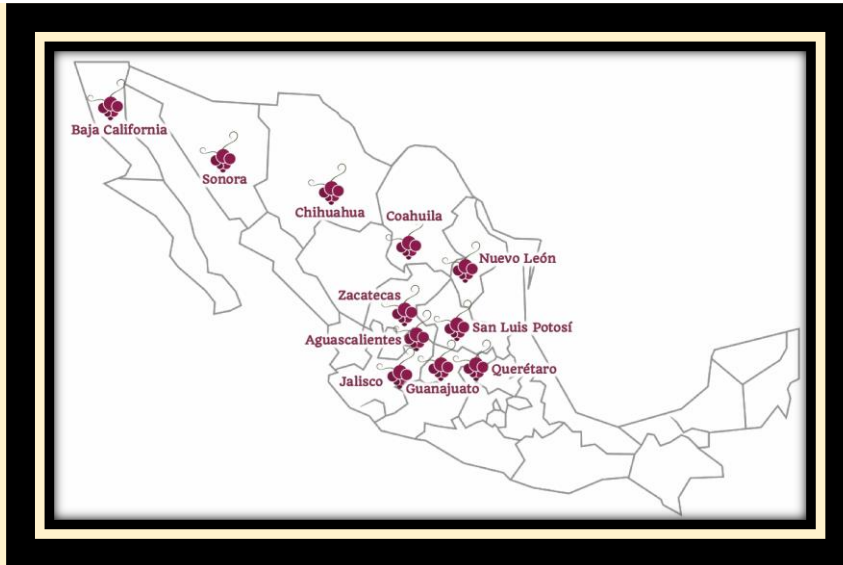 Baja California
Sonora
Chihuahua
Coahuila
Nuevo León
Zacatecas
San Luis Potosí
Aguascalientes
Querétaro
Jalisco
Guanajuato